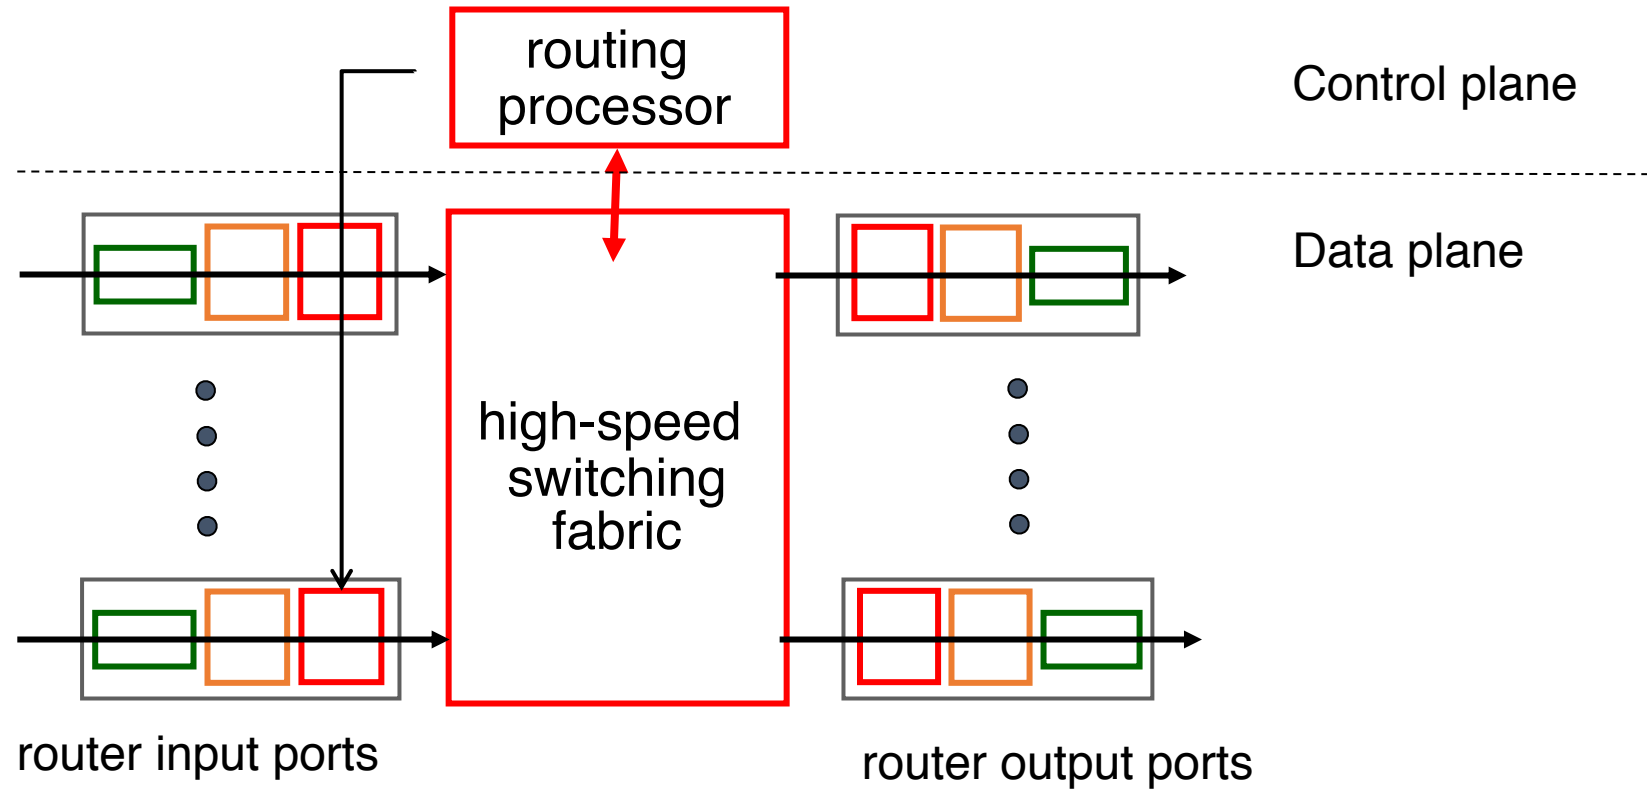 routing
processor
Control plane
Data plane
high-speed
switching
fabric
router input ports
router output ports